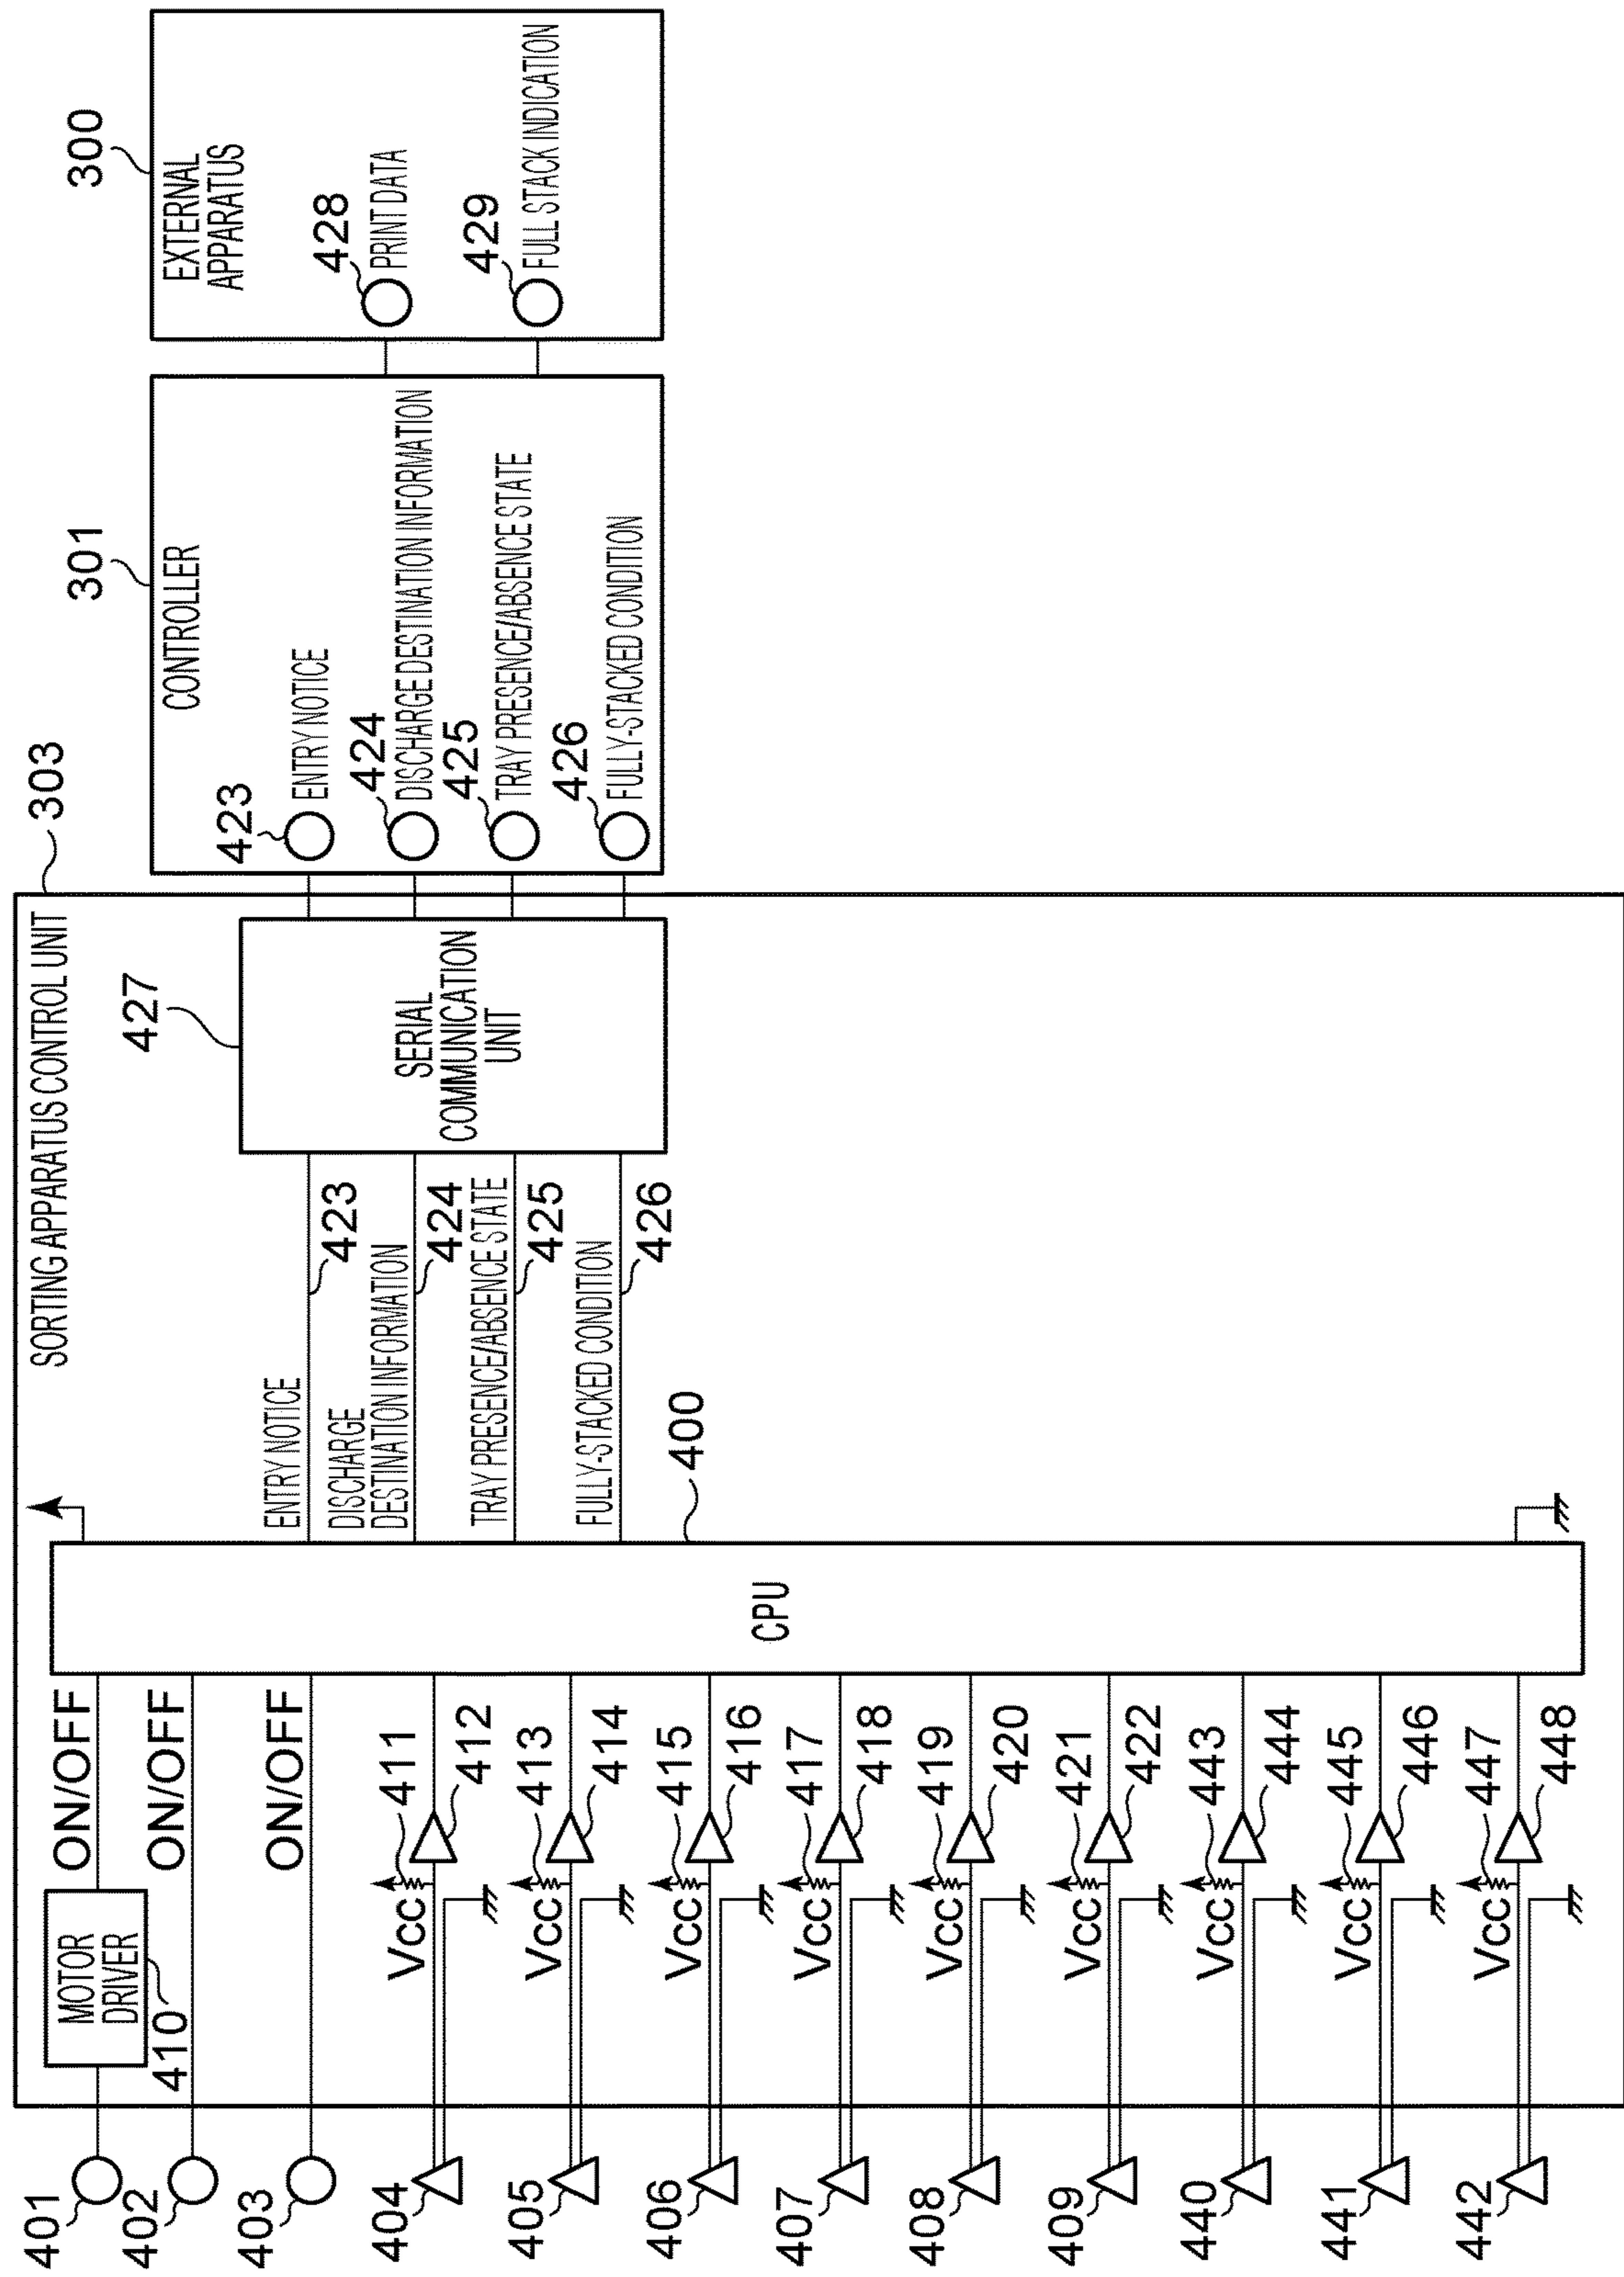 300
EXTERNAL
APPARATUS
428
PRINT DATA
429
FULL STACK INDICATION
301
CONTROLLER
423
ENTRY NOTICE
424
DISCHARGE DESTINATION INFORMATION
425
TRAY PRESENCE/ABSENCE STATE
426
FULLY-STACKED CONDITION
303
SORTING APPARATUS CONTROL UNIT
427
SERIAL
COMMUNICATION
UNIT
ENTRY NOTICE
423
DISCHARGE
DESTINATION INFORMATION
424
TRAY PRESENCE/ABSENCE STATE
425
FULLY-STACKED CONDITION
426
400
CPU
ON/OFF
ON/OFF
ON/OFF
MOTOR
DRIVER
410
Vcc
411
412
Vcc
413
414
Vcc
415
416
Vcc
417
418
Vcc
419
420
Vcc
421
422
Vcc
443
444
Vcc
445
446
Vcc
447
448
401
402
403
404
405
406
407
408
409
440
441
442